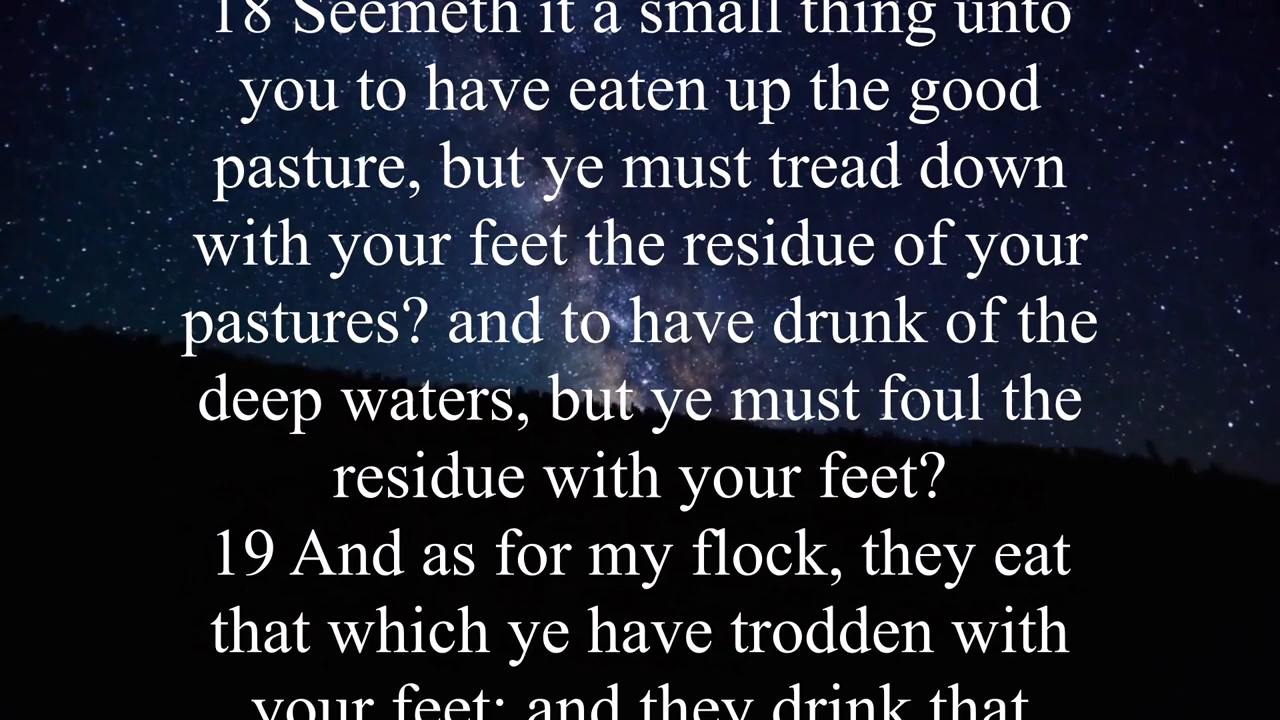 18 Seemeth it a small thing unto
you to have eaten up the good
pasture, but ye must tread down
with your feet the residue of your
pastures? and to have drunk of the
deep waters, but ye must foul the
residue with your feet?
19 And as for my flock, they eat
that which ye have trodden with
your feet; and they drink that